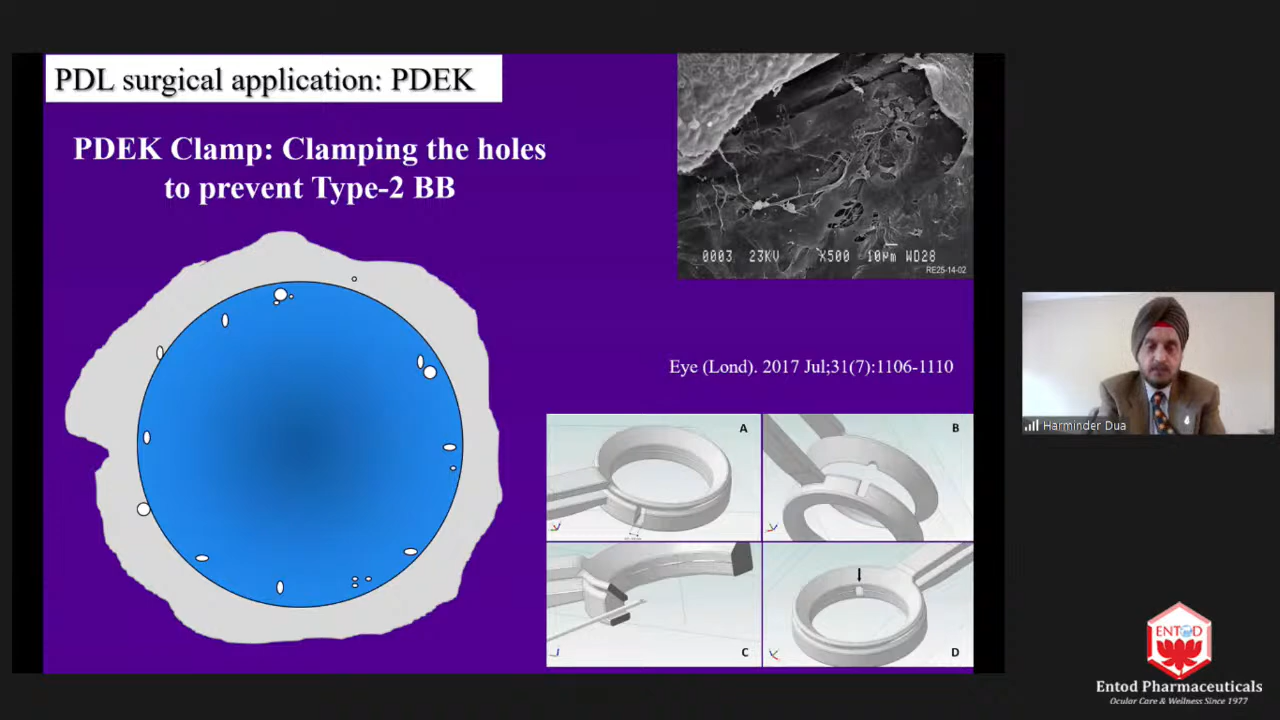 PDL surgical application: PDEK
PDEK Clamp: Clamping the holes
to prevent Type-2 BB
0003 23KV X500 10µm WD28
RE25-14-02
Eye (Lond). 2017 Jul;31(7):1106-1110
A
B
C
D
Harminder Dua
ENTOD
Entod Pharmaceuticals
Ocular Care & Wellness Since 1977